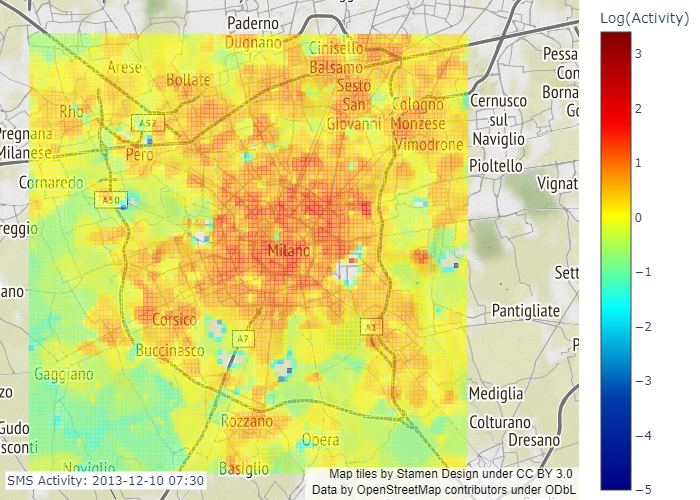 Log(Activity)
Paderno
Dugnano
Cinisello
Balsamo
Arese
Bollate
Sesto
San
Giovanni
Pessa
Con
Borna
Rho
A52
Cologno
Monzese
Cernusco
sul
Naviglio
Pregnana
Milanese
Pero
Vimodrone
Pioltello
Cornaredo
Vignat
A50
reggio
Milano
Sett
ano
Pantigliate
Corsico
A1
A7
Buccinasco
Gaggiano
zo
Mediglia
Rozzano
Colturano
Gudo
sconti
Opera
Dresano
Noviglio
Basiglio
3
2
1
0
−1
−2
−3
−4
−5
SMS Activity: 2013-12-10 07:30
Map tiles by Stamen Design under CC BY 3.0
Data by OpenStreetMap contributors under ODbL